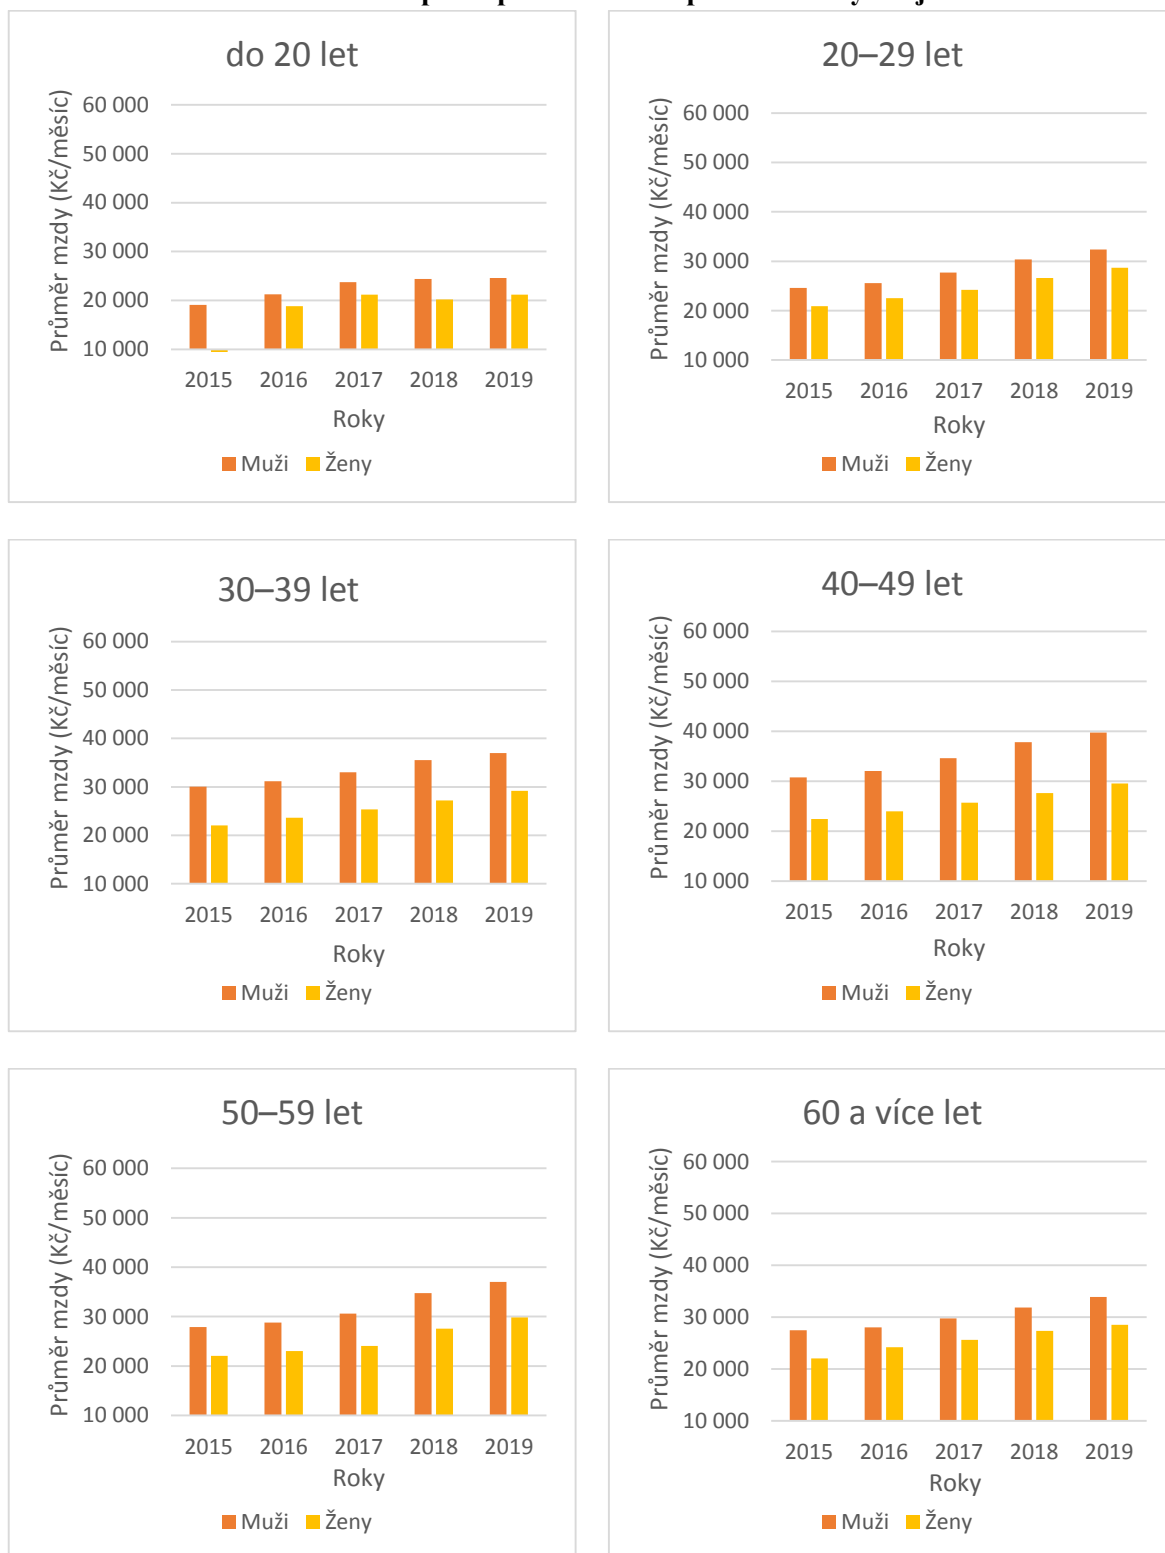 do 20 let
Průměr mzdy (Kč/měsíc)
60 000
50 000
40 000
30 000
20 000
10 000
2015 2016 2017 2018 2019
Roky
Muži Ženy
20–29 let
Průměr mzdy (Kč/měsíc)
60 000
50 000
40 000
30 000
20 000
10 000
2015 2016 2017 2018 2019
Roky
Muži Ženy
30–39 let
Průměr mzdy (Kč/měsíc)
60 000
50 000
40 000
30 000
20 000
10 000
2015 2016 2017 2018 2019
Roky
Muži Ženy
40–49 let
Průměr mzdy (Kč/měsíc)
60 000
50 000
40 000
30 000
20 000
10 000
2015 2016 2017 2018 2019
Roky
Muži Ženy
50–59 let
Průměr mzdy (Kč/měsíc)
60 000
50 000
40 000
30 000
20 000
10 000
2015 2016 2017 2018 2019
Roky
Muži Ženy
60 a více let
Průměr mzdy (Kč/měsíc)
60 000
50 000
40 000
30 000
20 000
10 000
2015 2016 2017 2018 2019
Roky
Muži Ženy